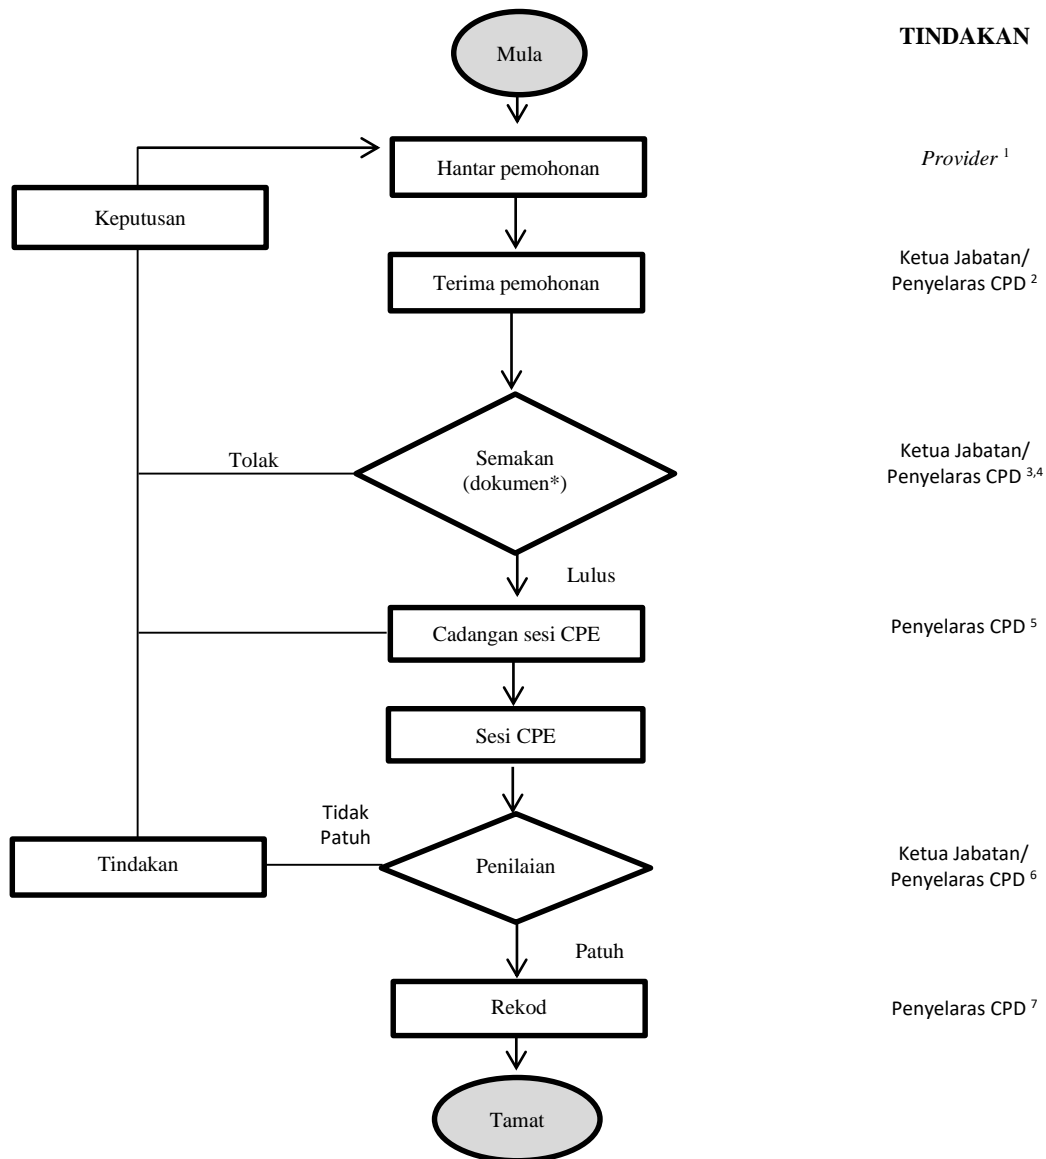 Mula
TINDAKAN
Hantar pemohonan
Provider ¹
Keputusan
Terima pemohonan
Ketua Jabatan/
Penyelaras CPD ²
Tolak
Semakan
(dokumen*)
Ketua Jabatan/
Penyelaras CPD ³,⁴
Lulus
Cadangan sesi CPE
Penyelaras CPD ⁵
Sesi CPE
Tidak
Patuh
Tindakan
Penilaian
Ketua Jabatan/
Penyelaras CPD ⁶
Patuh
Rekod
Penyelaras CPD ⁷
Tamat